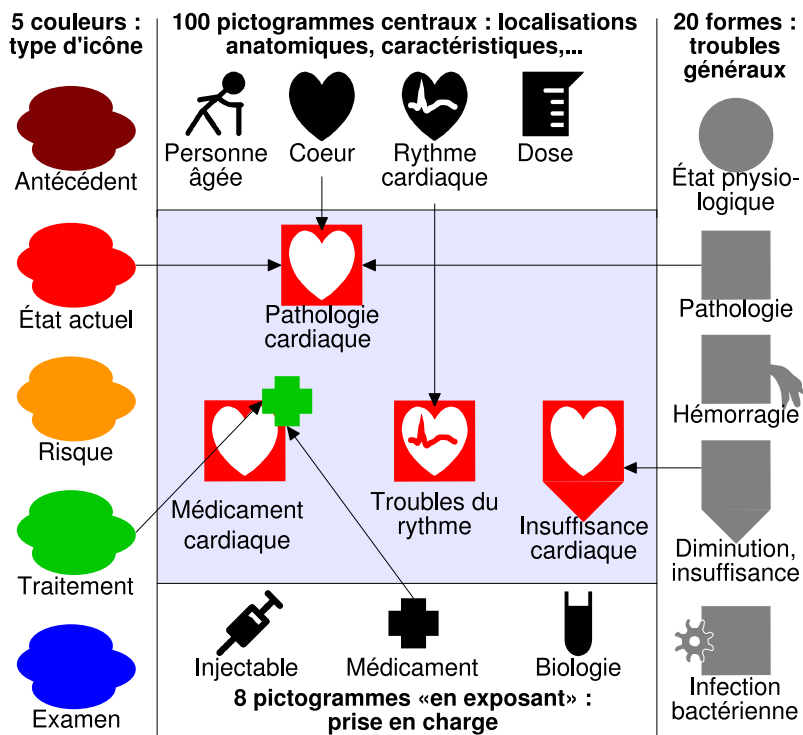 5 couleurs :
type d'icône
100 pictogrammes centraux : localisations
anatomiques, caractéristiques,...
20 formes :
troubles
généraux
Antécédent
État actuel
Risque
Traitement
Examen
Personne
âgée
Coeur
Rythme
cardiaque
Dose
Pathologie
cardiaque
Médicament
cardiaque
Troubles du
rythme
Insuffisance
cardiaque
Injectable
Médicament
Biologie
8 pictogrammes «en exposant» :
prise en charge
État physio-
logique
Pathologie
Hémorragie
Diminution,
insuffisance
Infection
bactérienne